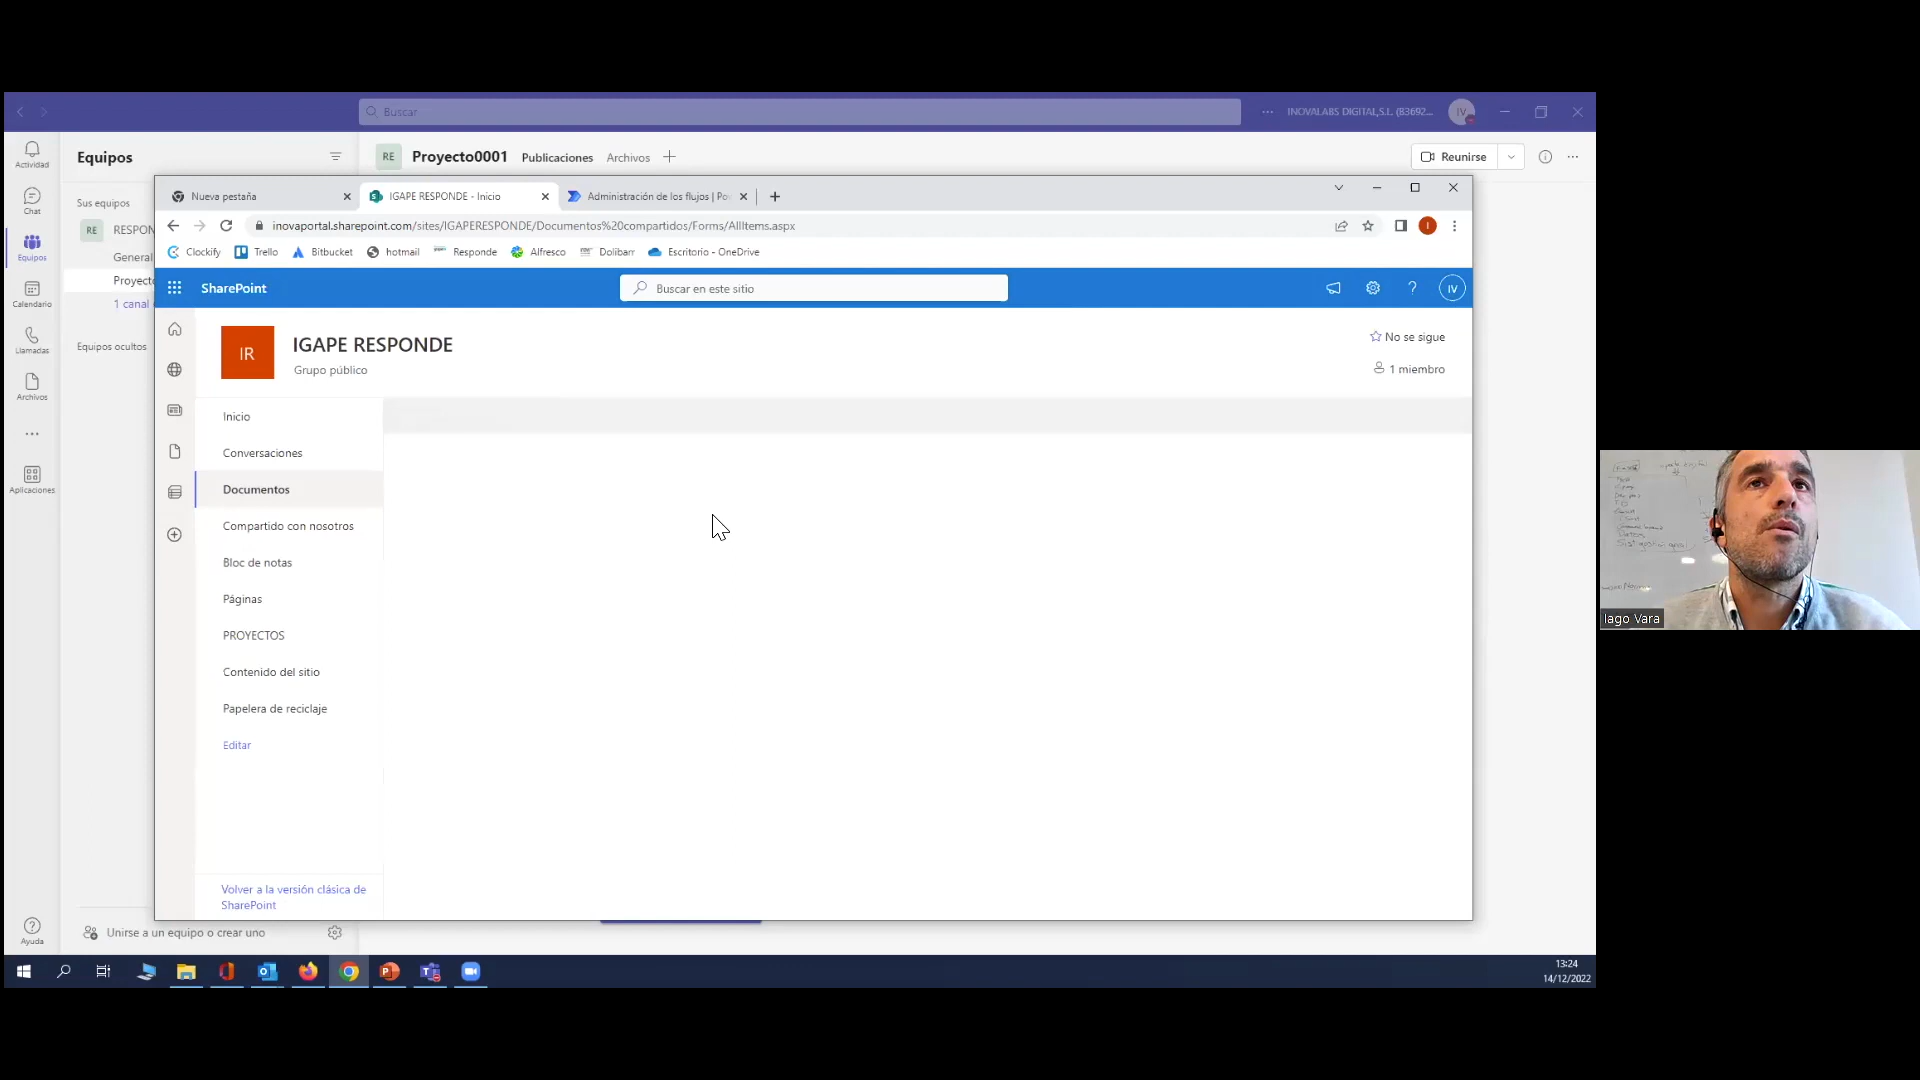 Buscar
INOVALABS DIGITAL,S.L. (B3692...
IV
Actividad
Chat
Equipos
Calendario
Llamadas
Archivos
Aplicaciones
Ayuda
Equipos
Sus equipos
RE
RESPON
General
Proyecto
1 canal
Equipos ocultos
Unirse a un equipo o crear uno
RE
Proyecto0001
Publicaciones
Archivos
Reunirse
Nueva pestaña
IGAPE RESPONDE - Inicio
Administración de los flujos | Po
inovaportal.sharepoint.com/sites/IGAPERESPONDE/Documentos%20compartidos/Forms/AllItems.aspx
I
Clockify
Trello
Bitbucket
hotmail
Responde
Alfresco
Dolibarr
Escritorio - OneDrive
SharePoint
Buscar en este sitio
IV
IR
IGAPE RESPONDE
Grupo público
No se sigue
1 miembro
Inicio
Conversaciones
Documentos
Compartido con nosotros
Bloc de notas
Páginas
PROYECTOS
Contenido del sitio
Papelera de reciclaje
Editar
Volver a la versión clásica de
SharePoint
13:24
14/12/2022
Iago Vara